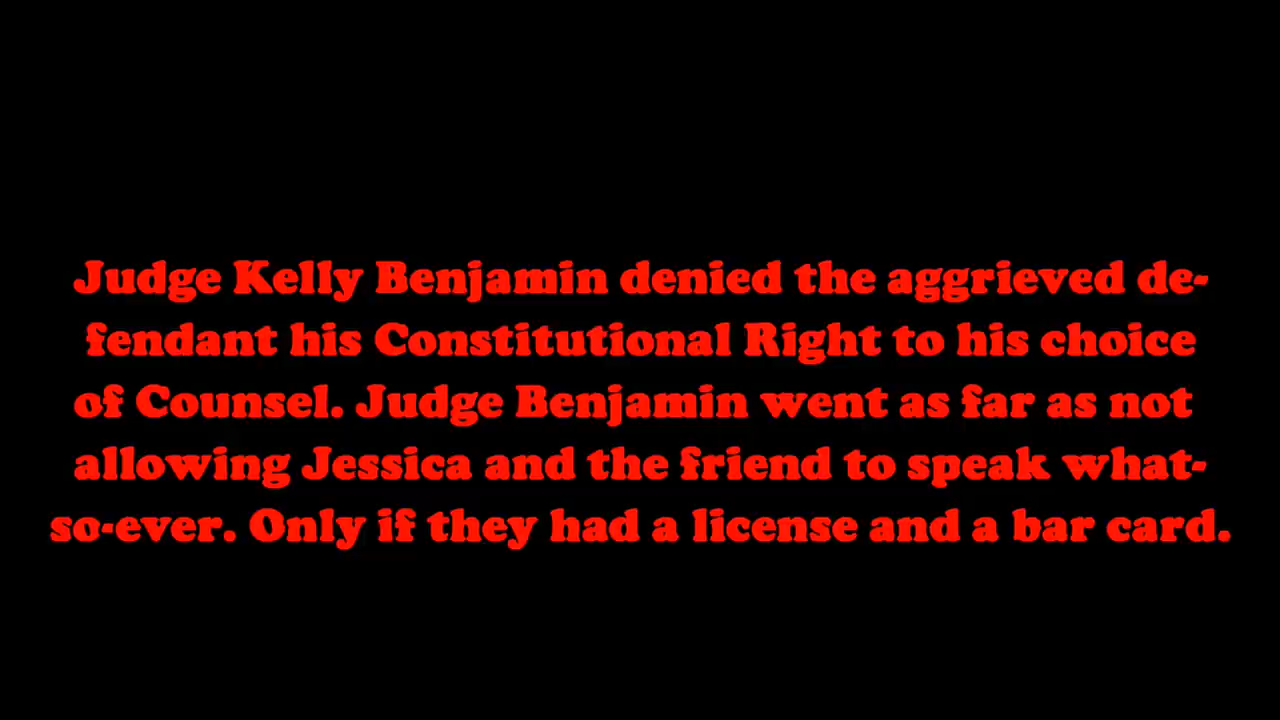 Judge Kelly Benjamin denied the aggrieved de-
fendant his Constitutional Right to his choice
of Counsel. Judge Benjamin went as far as not
allowing Jessica and the friend to speak what-
so-ever. Only if they had a license and a bar card.